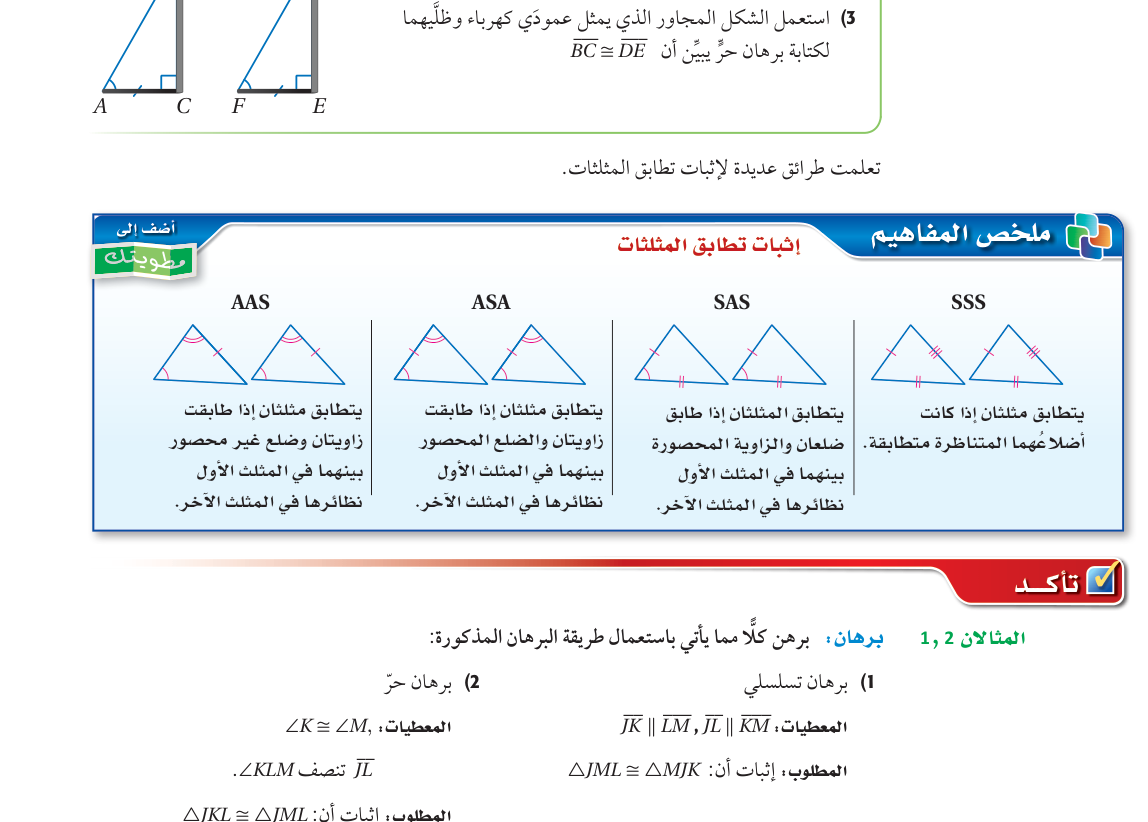 3) استعمل الشكل المجاور الذي يمثل عمودَي كهرباء وظلَّيهما
لكتابة برهان حرٍّ يبيِّن أن BC ≅ DE
A C F E
تعلمت طرائق عديدة لإثبات تطابق المثلثات.
ملخص المفاهيم
أضف إلى
مطويتك
إثبات تطابق المثلثات
SSS
يتطابق مثلثان إذا كانت
أضلاعُهما المتناظرة متطابقة.
SAS
يتطابق المثلثان إذا طابق
ضلعان والزاوية المحصورة
بينهما في المثلث الأول
نظائرها في المثلث الآخر.
ASA
يتطابق مثلثان إذا طابقت
زاويتان والضلع المحصور
بينهما في المثلث الأول
نظائرها في المثلث الآخر.
AAS
يتطابق مثلثان إذا طابقت
زاويتان وضلع غير محصور
بينهما في المثلث الأول
نظائرها في المثلث الآخر.
تأكد
المثالان 1, 2 برهان: برهن كلًّا مما يأتي باستعمال طريقة البرهان المذكورة:
1) برهان تسلسلي
المعطيات: JK ∥ LM , JL ∥ KM
المطلوب: إثبات أن: △JML ≅ △MJK
2) برهان حرّ
المعطيات: ∠K ≅ ∠M,
JL تنصف ∠KLM.
المطلوب: إثبات أن: △JKL ≅ △JML